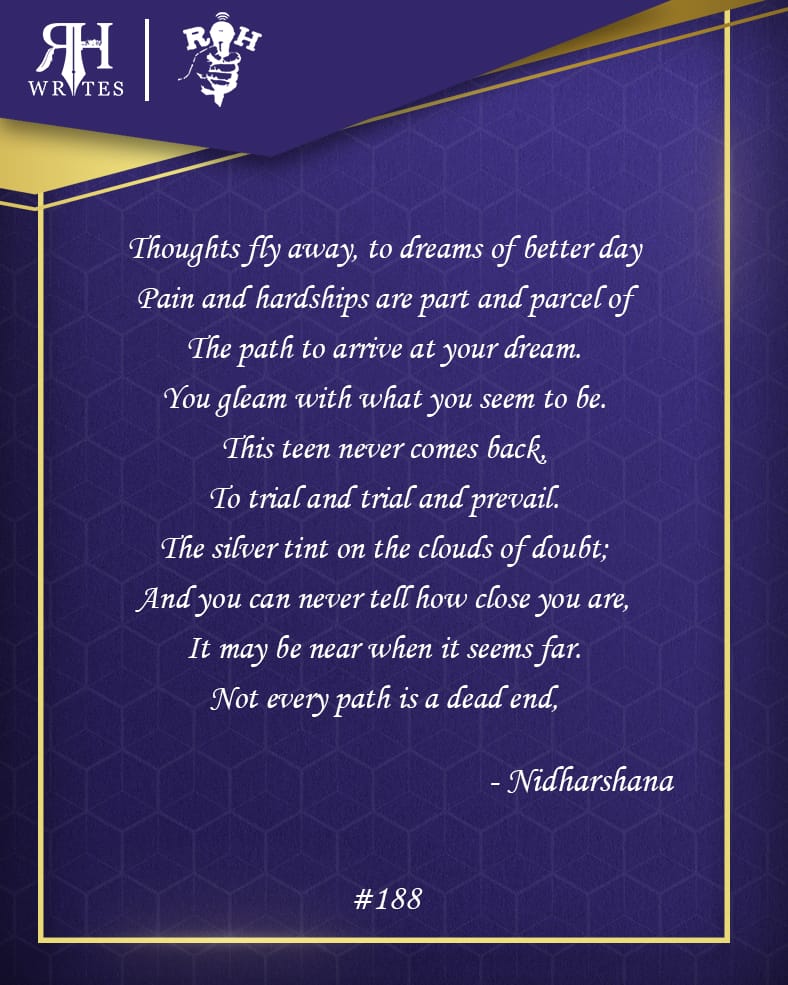 RH
WRITES
ROH
Thoughts fly away, to dreams of better day
Pain and hardships are part and parcel of
The path to arrive at your dream.
You gleam with what you seem to be.
This teen never comes back,
To trial and trial and prevail.
The silver tint on the clouds of doubt;
And you can never tell how close you are,
It may be near when it seems far.
Not every path is a dead end,
- Nidharshana
#188